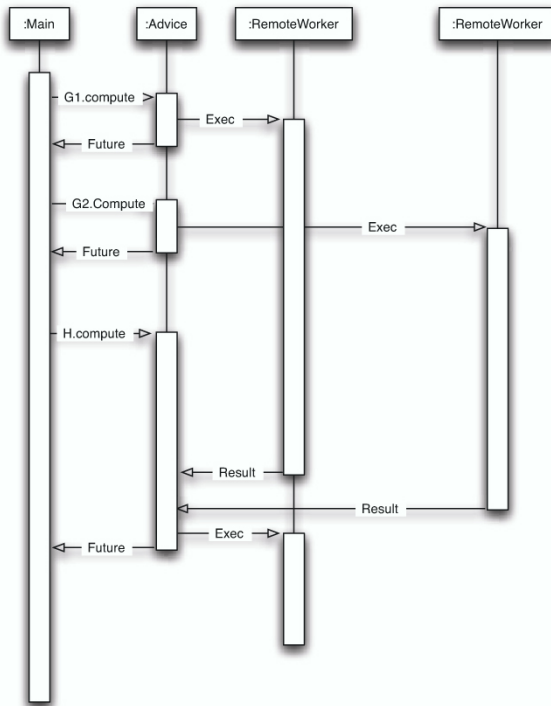 :Main
:Advice
:RemoteWorker
:RemoteWorker
G1.compute
Exec
Future
G2.Compute
Exec
Future
H.compute
Result
Result
Exec
Future